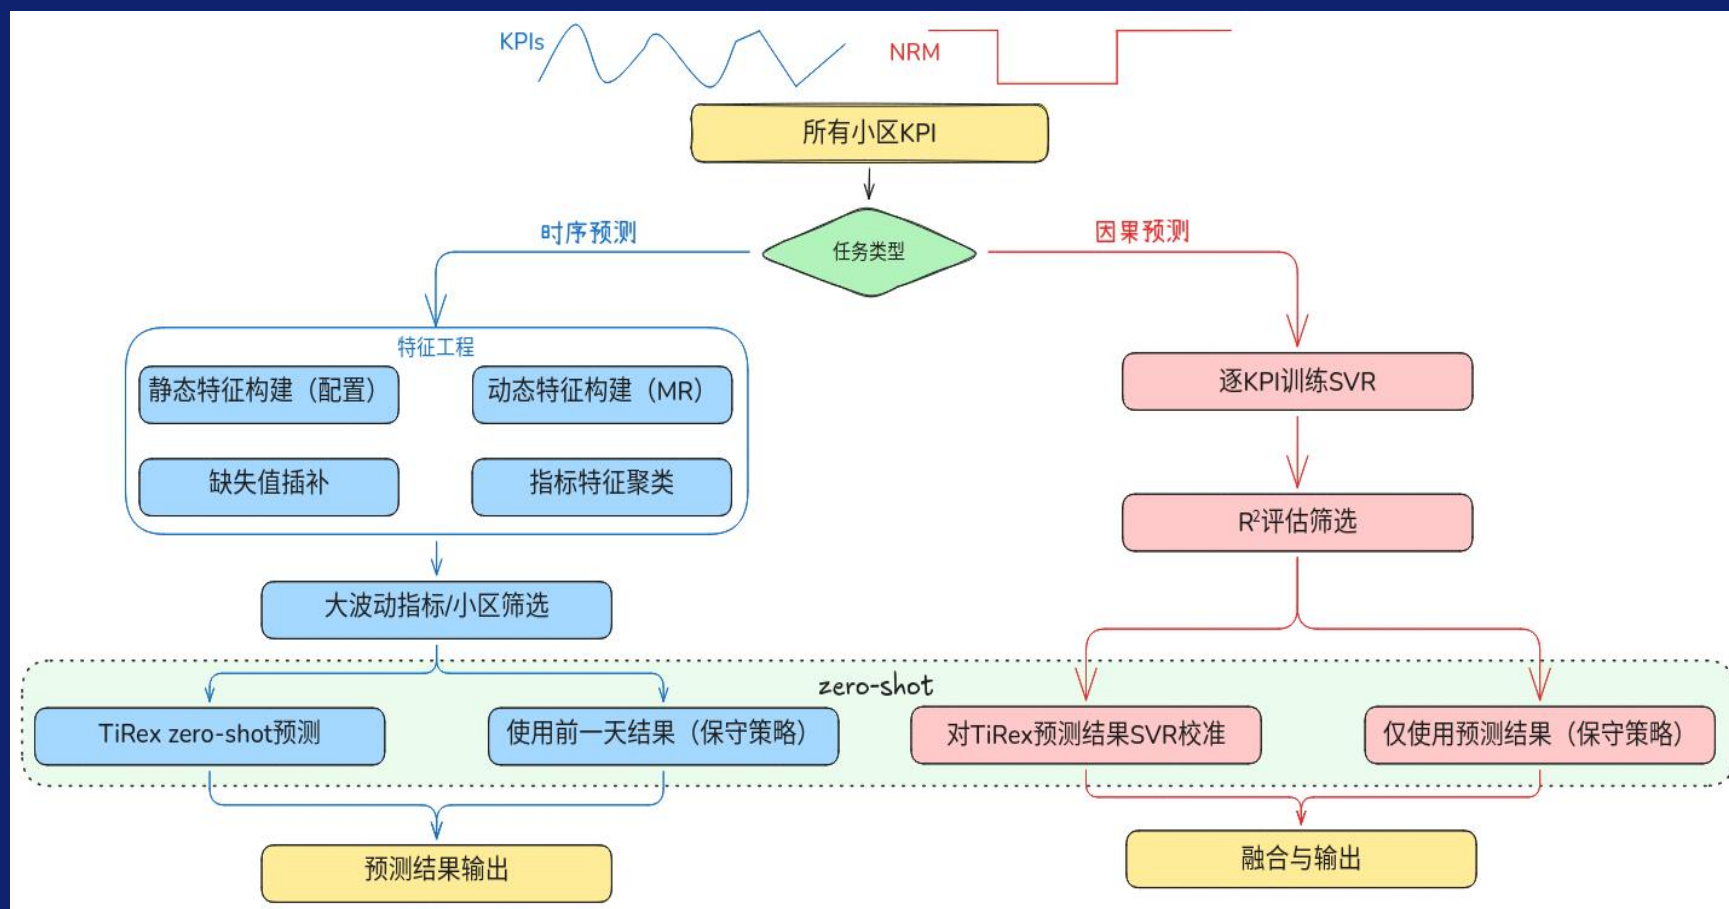 KPIs
NRM
所有小区KPI
时序预测
任务类型
因果预测
特征工程
静态特征构建（配置）
动态特征构建（MR）
缺失值插补
指标特征聚类
逐KPI训练SVR
R²评估筛选
大波动指标/小区筛选
zero-shot
TiRex zero-shot预测
使用前一天结果（保守策略）
对TiRex预测结果SVR校准
仅使用预测结果（保守策略）
预测结果输出
融合与输出